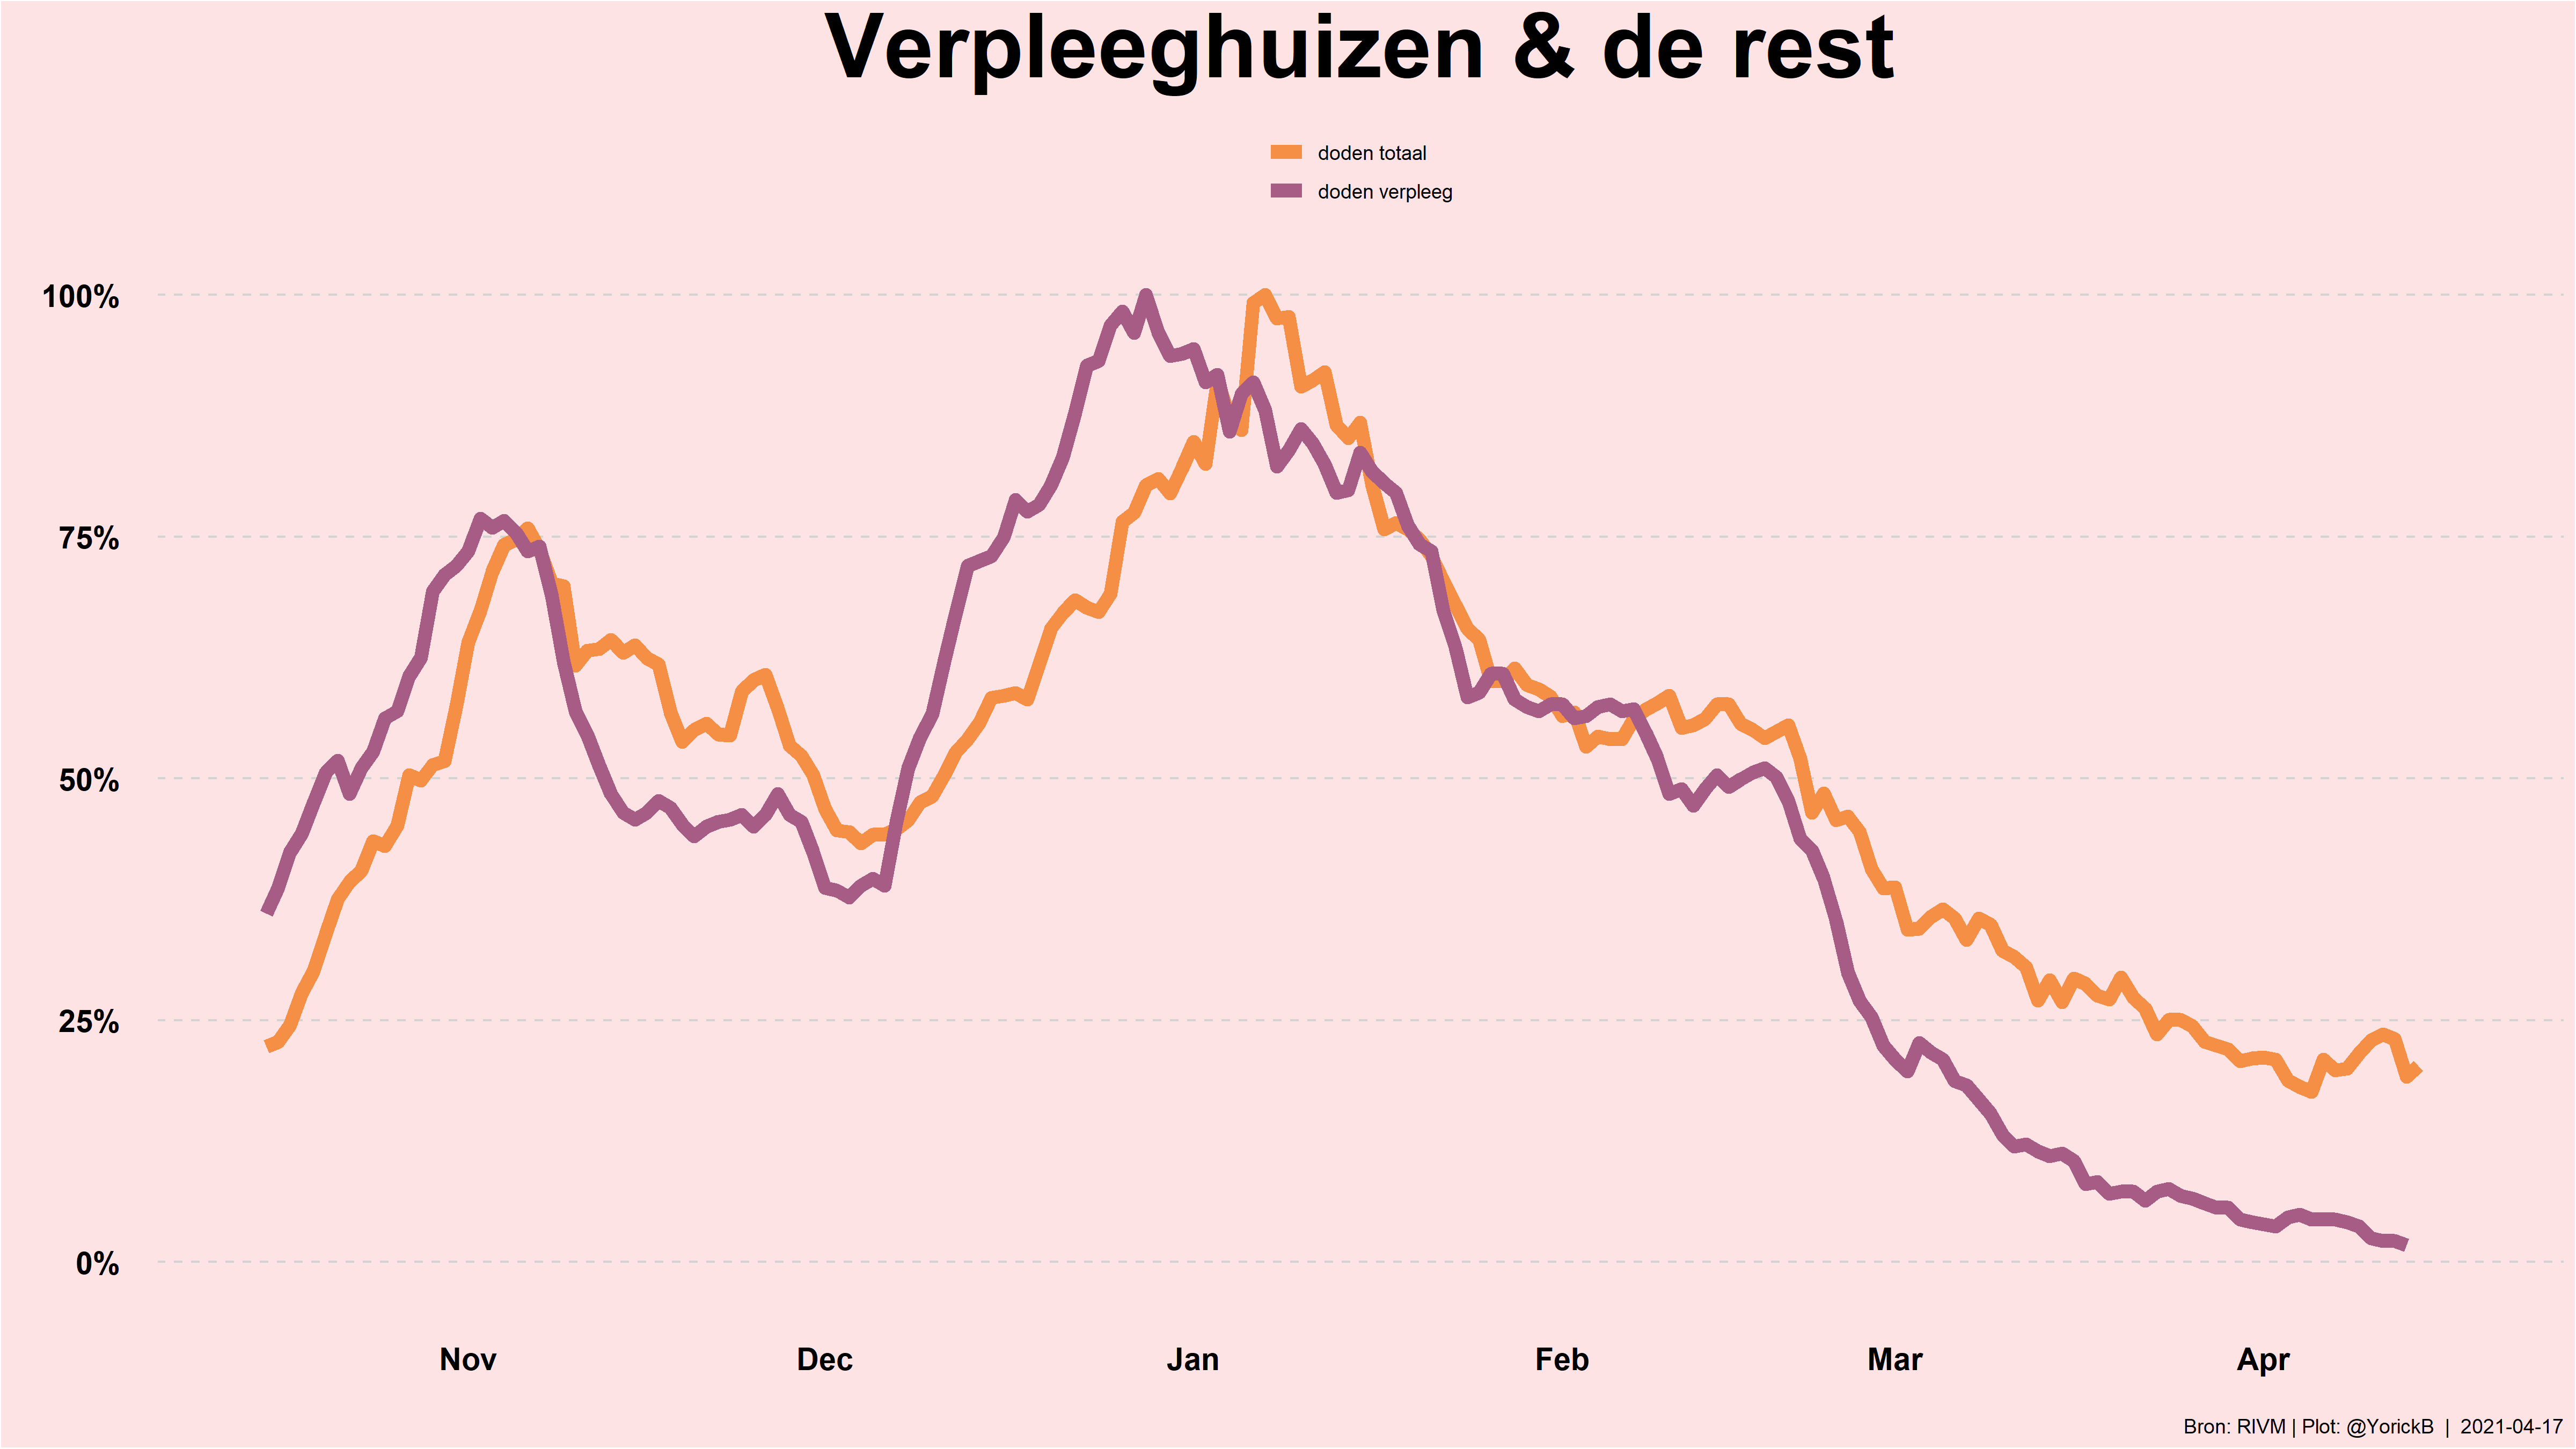 Verpleeghuizen & de rest
doden totaal
doden verpleeg
100%
75%
50%
25%
0%
Nov Dec Jan Feb Mar Apr
Bron: RIVM | Plot: @YorickB | 2021-04-17